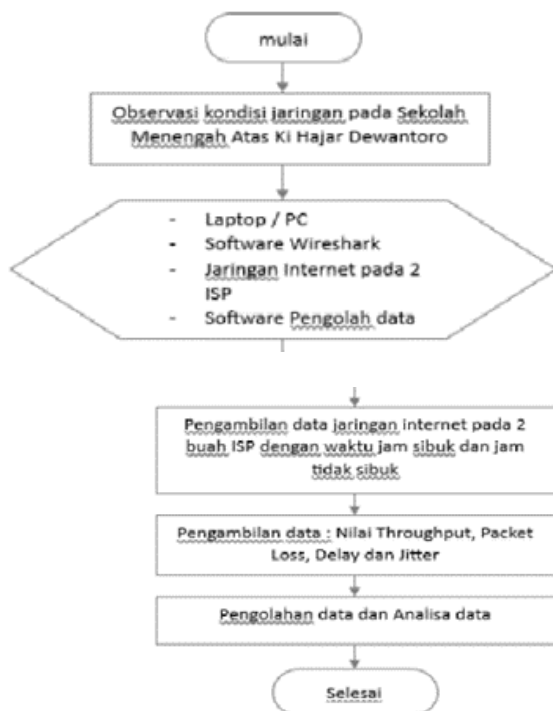 mulai
Observasi kondisi jaringan pada Sekolah
Menengah Atas Ki Hajar Dewantoro
- Laptop / PC
- Software Wireshark
- Jaringan Internet pada 2
ISP
- Software Pengolah data
Pengambilan data jaringan internet pada 2
buah ISP dengan waktu jam sibuk dan jam
tidak sibuk
Pengambilan data : Nilai Throughput, Packet
Loss, Delay dan Jitter
Pengolahan data dan Analisa data
Selesai